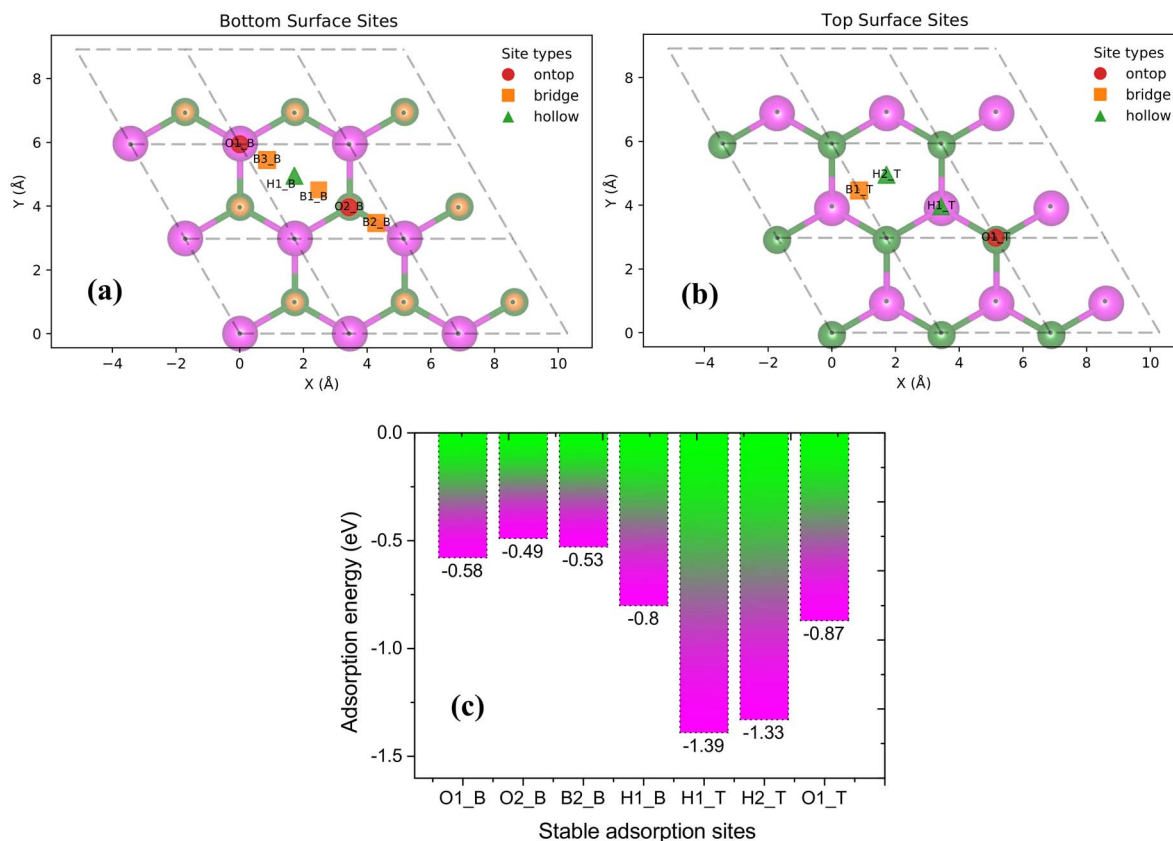 Bottom Surface Sites
Site types
ontop
bridge
hollow
O1_B
B3_B
H1_B
B1_B
O2_B
B2_B
(a)
Y (Å)
8
6
4
2
0
−4
−2
0
2
4
6
8
10
X (Å)
Top Surface Sites
Site types
ontop
bridge
hollow
H2_T
B1_T
H1_T
O1_T
(b)
Y (Å)
8
6
4
2
0
−4
−2
0
2
4
6
8
10
X (Å)
Adsorption energy (eV)
0.0
-0.5
-1.0
-1.5
-0.58
-0.49
-0.53
-0.8
-1.39
-1.33
-0.87
(c)
O1_B
O2_B
B2_B
H1_B
H1_T
H2_T
O1_T
Stable adsorption sites